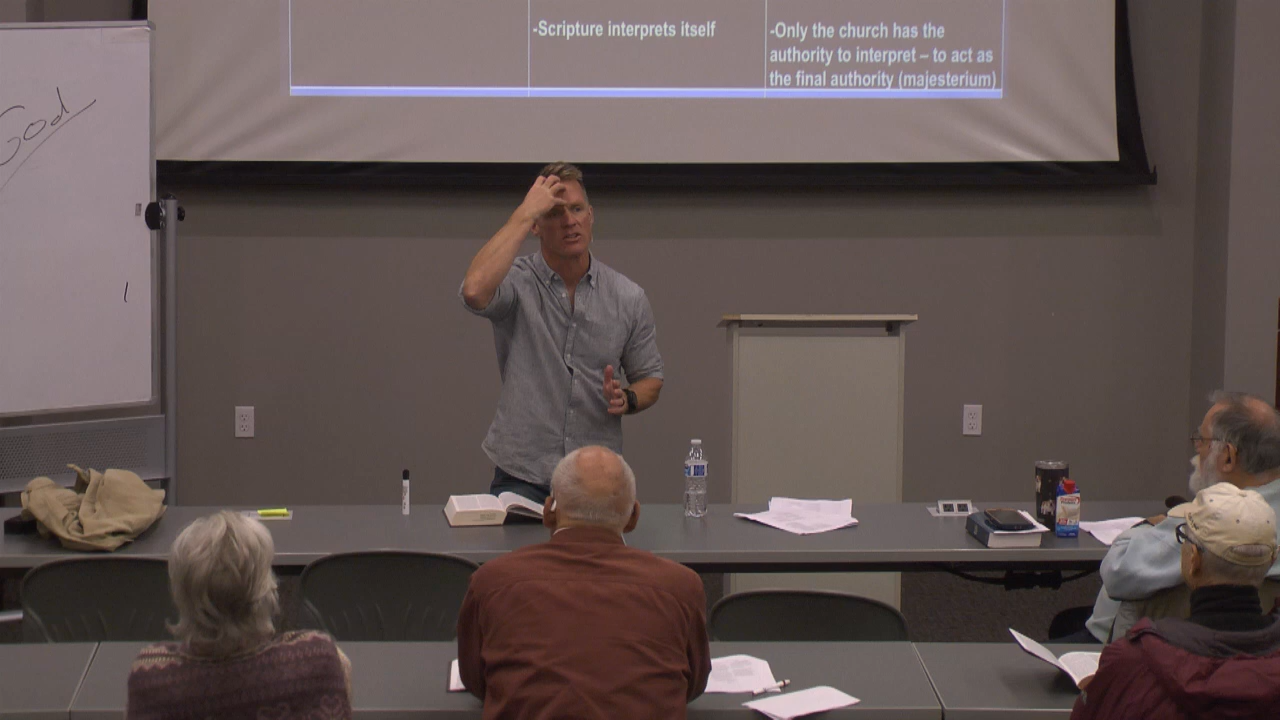 -Scripture interprets itself
-Only the church has the
authority to interpret – to act as
the final authority (majesterium)
God